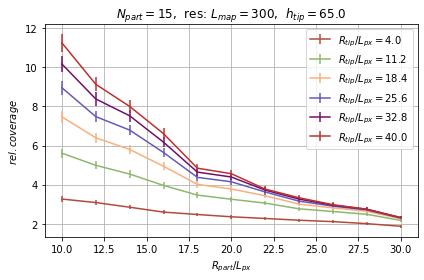 N_part = 15, res: L_map = 300, h_tip = 65.0
12
10
8
6
4
2
rel. coverage
R_tip/L_px = 4.0
R_tip/L_px = 11.2
R_tip/L_px = 18.4
R_tip/L_px = 25.6
R_tip/L_px = 32.8
R_tip/L_px = 40.0
10.0 12.5 15.0 17.5 20.0 22.5 25.0 27.5 30.0
R_part/L_px